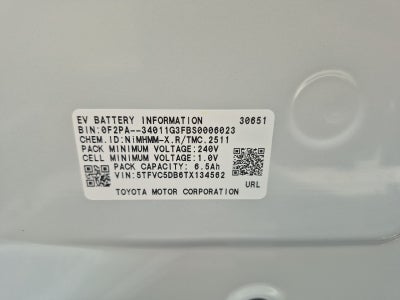 EV BATTERY INFORMATION 30651
BIN:0F2PA--34011G3FBS0006023
CHEM.ID:NiMHMM-X.R/TMC.2511
PACK MINIMUM VOLTAGE:240V
CELL MINIMUM VOLTAGE:1.0V
PACK CAPACITY: 6.5Ah
VIN:5TFVC5DB6TX134562
TOYOTA MOTOR CORPORATION URL